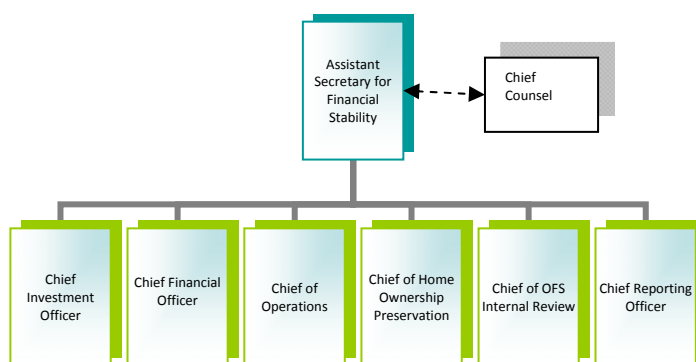 Assistant
Secretary for
Financial
Stability
Chief
Counsel
Chief
Investment
Officer
Chief Financial
Officer
Chief of
Operations
Chief of Home
Ownership
Preservation
Chief of OFS
Internal Review
Chief Reporting
Officer